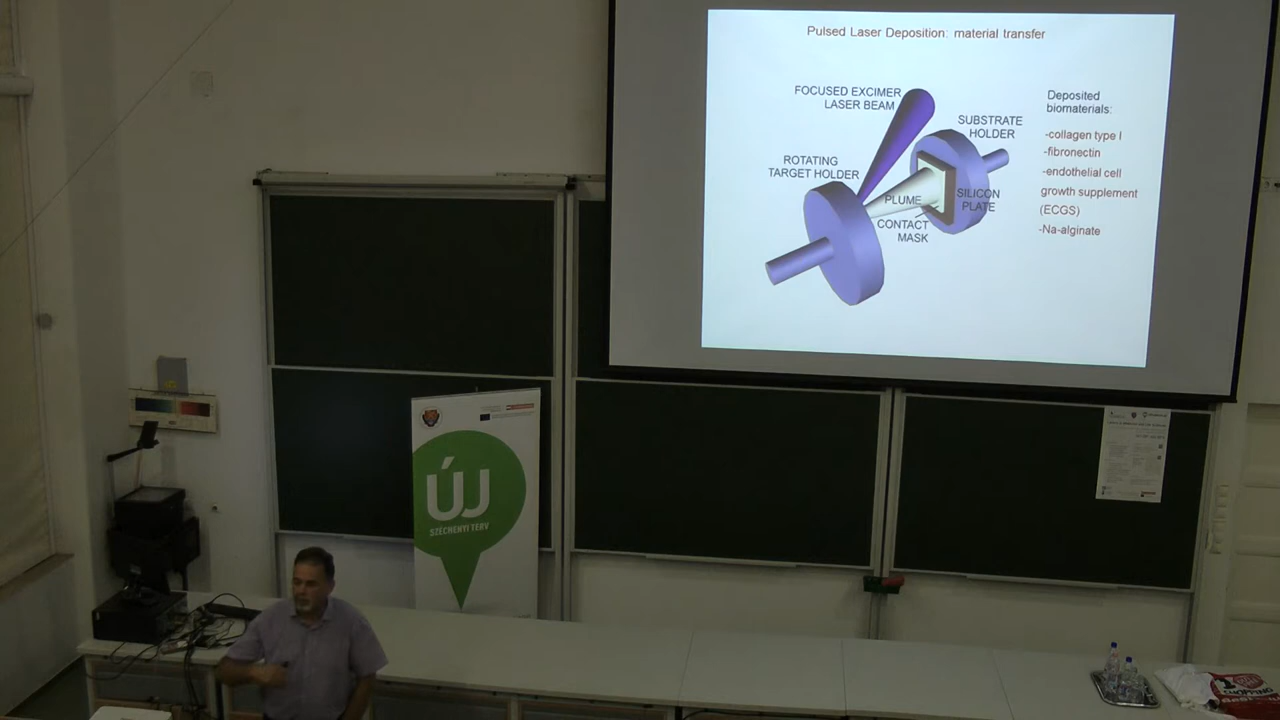 Pulsed Laser Deposition: material transfer
FOCUSED EXCIMER
LASER BEAM
SUBSTRATE
HOLDER
ROTATING
TARGET HOLDER
PLUME
SILICON
PLATE
CONTACT
MASK
Deposited
biomaterials:
-collagen type I
-fibronectin
-endothelial cell
growth supplement
(ECGS)
-Na-alginate
ÚJ
SZÉCHENYI TERV